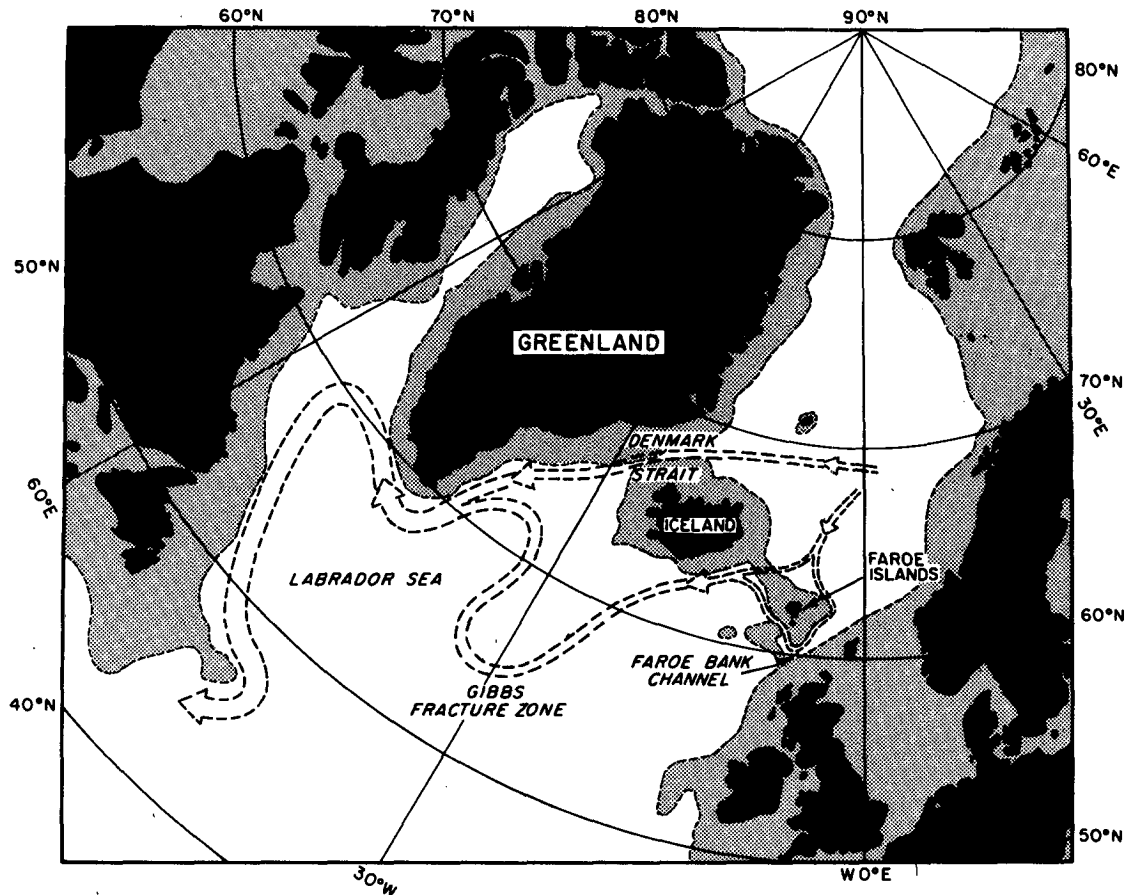 60°N
70°N
80°N
90°N
80°N
60°E
50°N
GREENLAND
70°N
30°E
DENMARK
STRAIT
60°E
ICELAND
FAROE
ISLANDS
LABRADOR SEA
60°N
FAROE BANK
CHANNEL
GIBBS
FRACTURE ZONE
40°N
50°N
30°W
W0°E